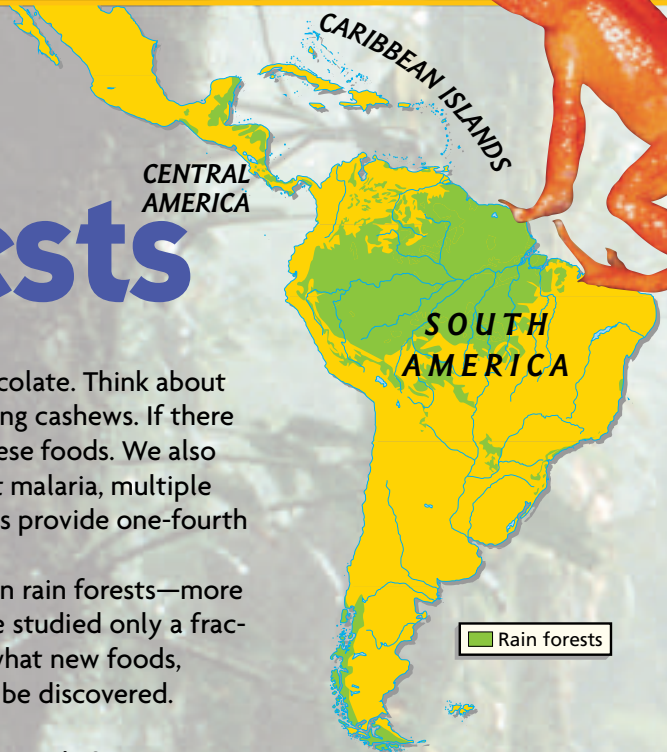 CARIBBEAN ISLANDS
CENTRAL
AMERICA
sts
SOUTH
AMERICA
colate. Think about
ng cashews. If there
ese foods. We also
t malaria, multiple
s provide one-fourth
n rain forests—more
e studied only a frac-
what new foods,
be discovered.
Rain forests